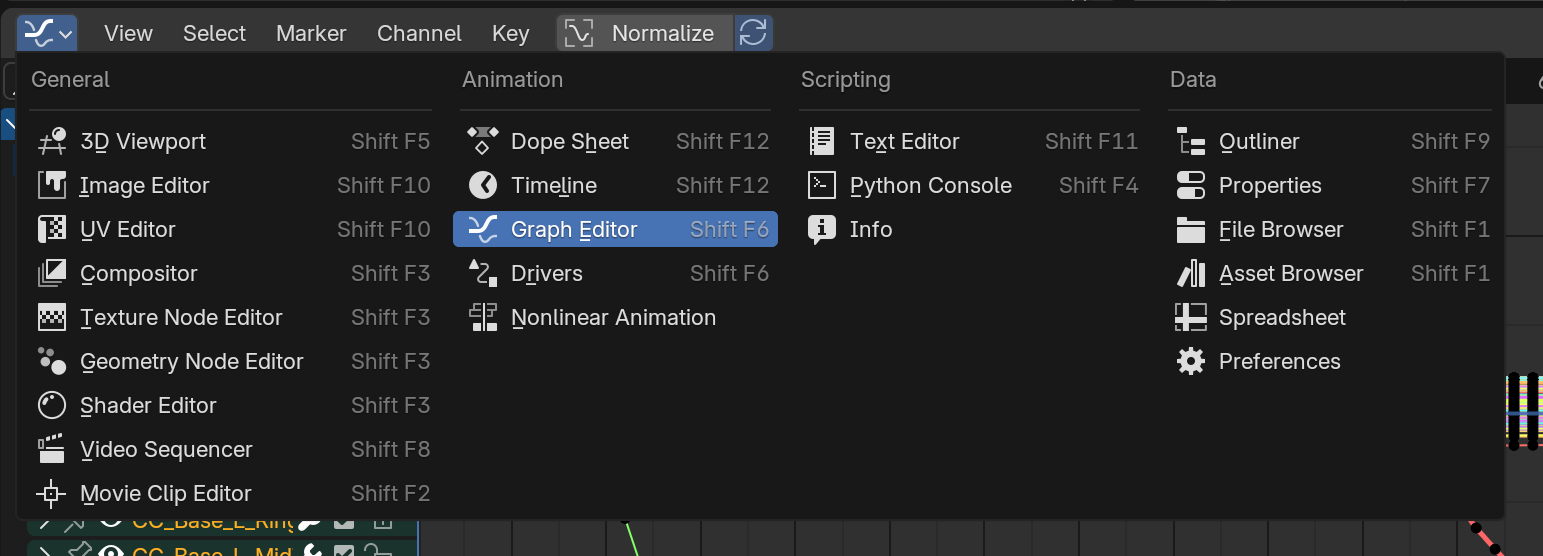 View Select Marker Channel Key Normalize
General
3D Viewport Shift F5
Image Editor Shift F10
UV Editor Shift F10
Compositor Shift F3
Texture Node Editor Shift F3
Geometry Node Editor Shift F3
Shader Editor Shift F3
Video Sequencer Shift F8
Movie Clip Editor Shift F2
Animation
Dope Sheet Shift F12
Timeline Shift F12
Graph Editor Shift F6
Drivers Shift F6
Nonlinear Animation
Scripting
Text Editor Shift F11
Python Console Shift F4
Info
Data
Outliner Shift F9
Properties Shift F7
File Browser Shift F1
Asset Browser Shift F1
Spreadsheet
Preferences
CC_Base_L_Ring
CC_Base_L_Mid